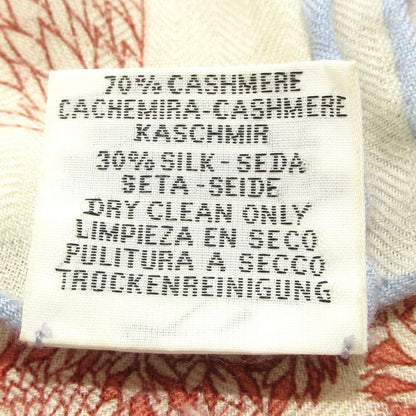 70% CASHMERE
CACHEMIRA-CASHMERE
KASCHMIR
30% SILK-SEDA
SETA-SEIDE
DRY CLEAN ONLY
LIMPIEZA EN SECO
PULITURA A SECCO
TROCKENREINIGUNG